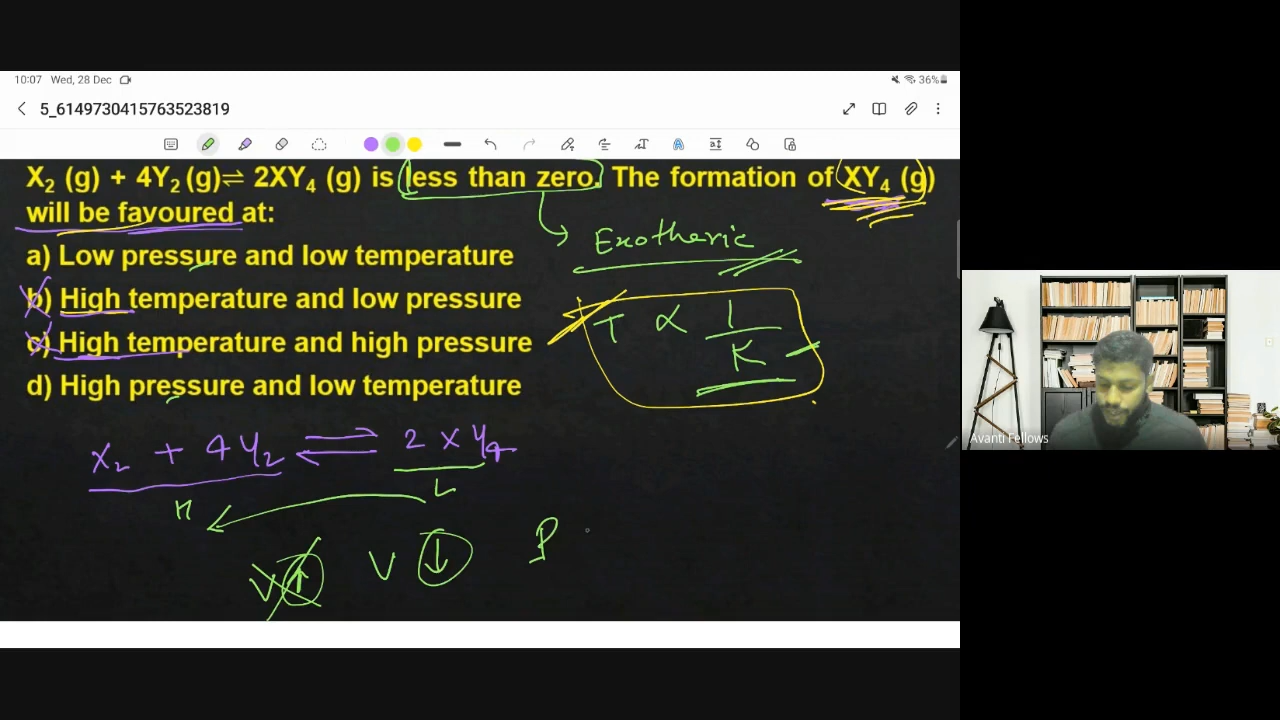 10:07 Wed, 28 Dec
36%
5_6149730415763523819
X₂ (g) + 4Y₂ (g)⇌ 2XY₄ (g) is less than zero. The formation of XY₄ (g)
will be favoured at:
a) Low pressure and low temperature
b) High temperature and low pressure
c) High temperature and high pressure
d) High pressure and low temperature
Exotheric
T ∝ 1/K
X₂ + 4Y₂ ⇌ 2XY₄
H L
V↑ V ↓ P
Avanti Fellows